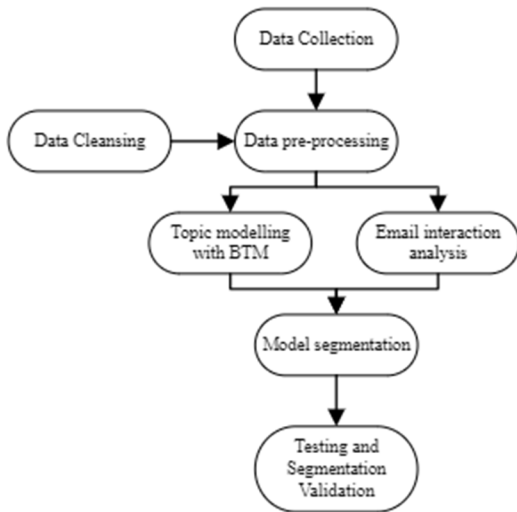 Data Collection
Data Cleansing
Data pre-processing
Topic modelling
with BTM
Email interaction
analysis
Model segmentation
Testing and
Segmentation
Validation